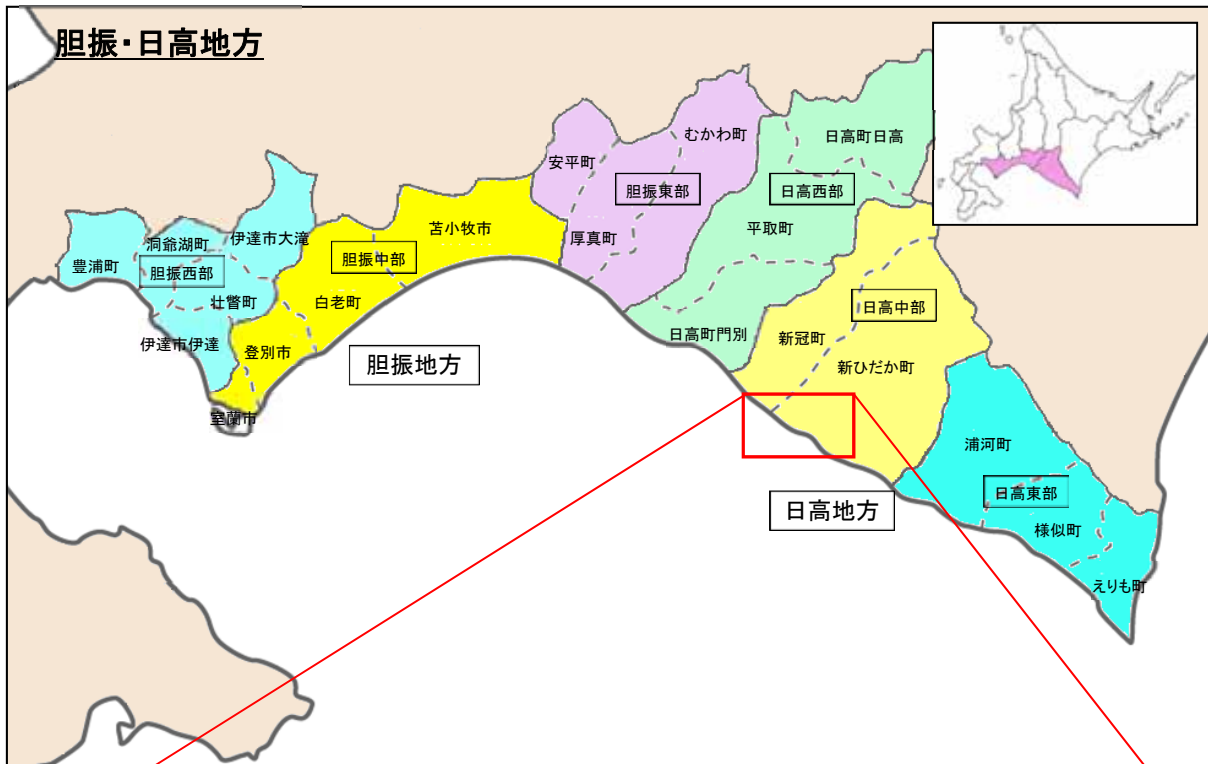 胆振・日高地方
むかわ町
日高町日高
安平町
胆振東部
日高西部
苫小牧市
平取町
厚真町
洞爺湖町
伊達市大滝
豊浦町
胆振西部
胆振中部
壮瞥町
白老町
日高中部
日高町門別
新冠町
伊達市伊達
登別市
胆振地方
新ひだか町
室蘭市
浦河町
日高東部
日高地方
様似町
えりも町